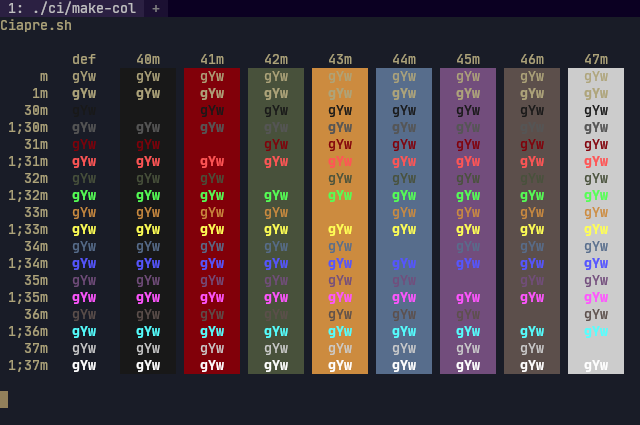 1: ./ci/make-col +
Ciapre.sh
def 40m 41m 42m 43m 44m 45m 46m 47m
m gYw gYw gYw gYw gYw gYw gYw gYw gYw
1m gYw gYw gYw gYw gYw gYw gYw gYw gYw
30m gYw gYw gYw gYw gYw gYw gYw gYw
1;30m gYw gYw gYw gYw gYw gYw gYw gYw gYw
31m gYw gYw gYw gYw gYw gYw gYw gYw
1;31m gYw gYw gYw gYw gYw gYw gYw gYw gYw
32m gYw gYw gYw gYw gYw gYw gYw gYw
1;32m gYw gYw gYw gYw gYw gYw gYw gYw gYw
33m gYw gYw gYw gYw gYw gYw gYw gYw
1;33m gYw gYw gYw gYw gYw gYw gYw gYw gYw
34m gYw gYw gYw gYw gYw gYw gYw gYw
1;34m gYw gYw gYw gYw gYw gYw gYw gYw gYw
35m gYw gYw gYw gYw gYw gYw gYw gYw
1;35m gYw gYw gYw gYw gYw gYw gYw gYw gYw
36m gYw gYw gYw gYw gYw gYw gYw gYw
1;36m gYw gYw gYw gYw gYw gYw gYw gYw gYw
37m gYw gYw gYw gYw gYw gYw gYw gYw
1;37m gYw gYw gYw gYw gYw gYw gYw gYw gYw